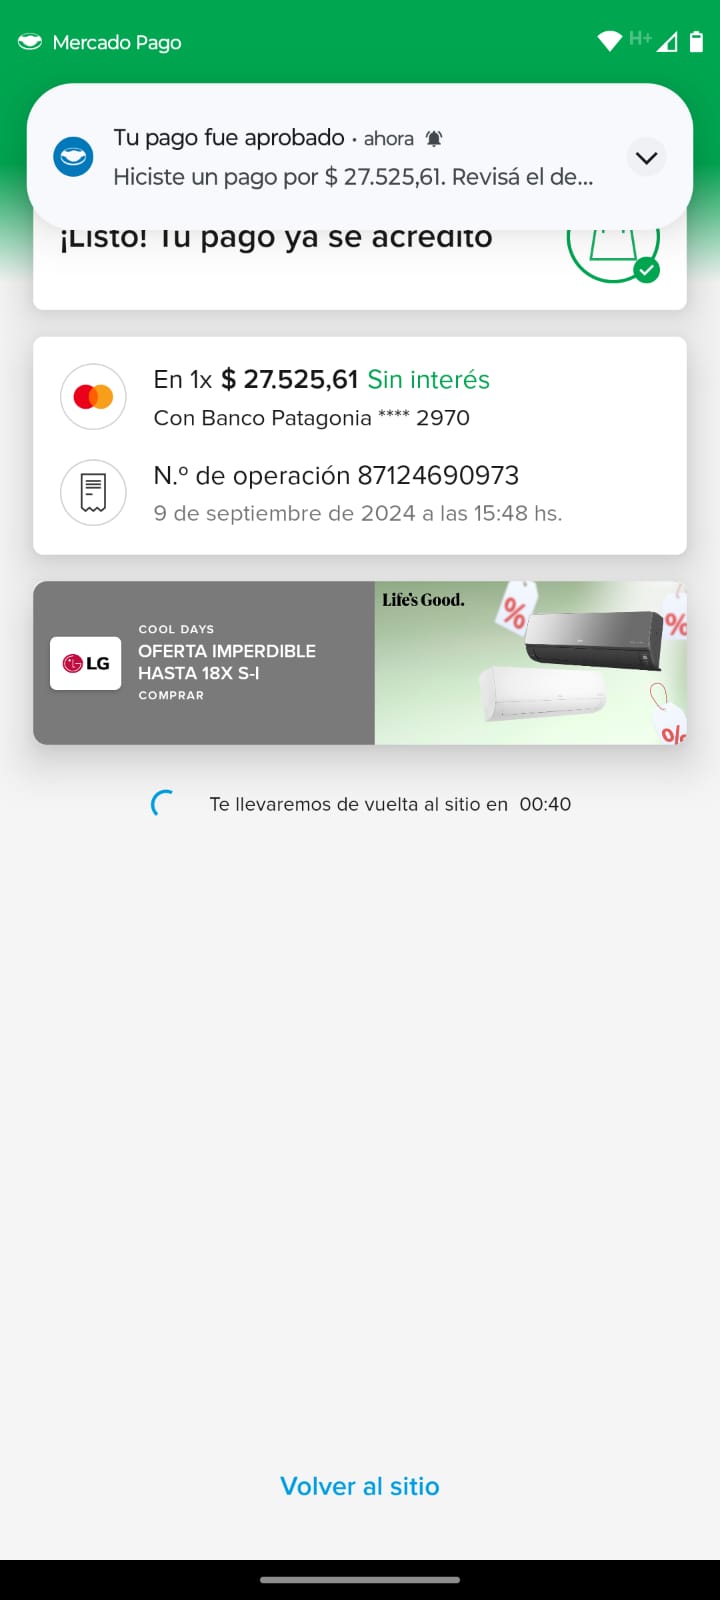 Mercado Pago
H+
Tu pago fue aprobado · ahora
Hiciste un pago por $ 27.525,61. Revisá el de...
¡Listo! Tu pago ya se acreditó
En 1x $ 27.525,61 Sin interés
Con Banco Patagonia **** 2970
N.º de operación 87124690973
9 de septiembre de 2024 a las 15:48 hs.
LG
COOL DAYS
OFERTA IMPERDIBLE
HASTA 18X S-I
COMPRAR
Life's Good.
%
%
%
Te llevaremos de vuelta al sitio en 00:40
Volver al sitio